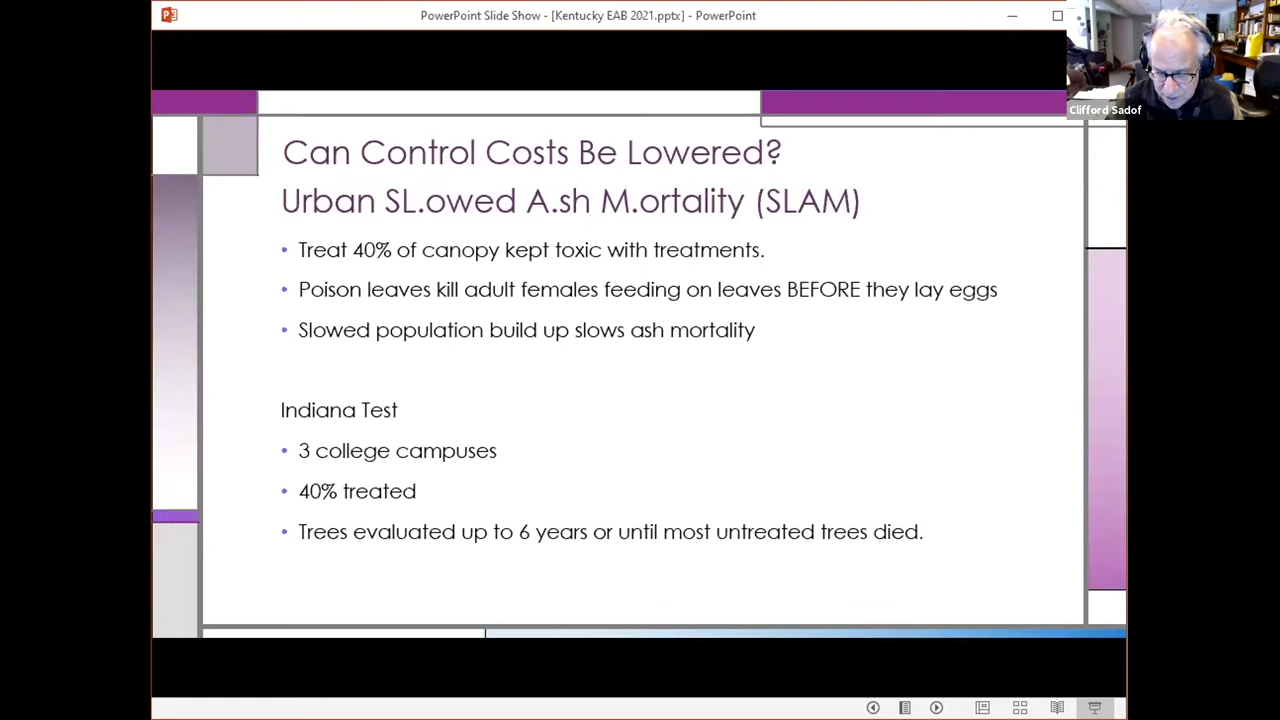 PowerPoint Slide Show - [Kentucky EAB 2021.pptx] - PowerPoint
Clifford Sadof
Can Control Costs Be Lowered?
Urban SL.owed A.sh M.ortality (SLAM)
• Treat 40% of canopy kept toxic with treatments.
• Poison leaves kill adult females feeding on leaves BEFORE they lay eggs
• Slowed population build up slows ash mortality
Indiana Test
• 3 college campuses
• 40% treated
• Trees evaluated up to 6 years or until most untreated trees died.